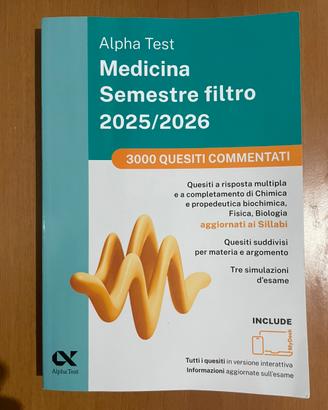 Alpha Test
Medicina
Semestre filtro
2025/2026
3000 QUESITI COMMENTATI
Quesiti a risposta multipla
e a completamento di Chimica
e propedeutica biochimica,
Fisica, Biologia
aggiornati ai Sillabi
Quesiti suddivisi
per materia e argomento
Tre simulazioni
d'esame
INCLUDE
MyDesk
Tutti i quesiti in versione interattiva
Informazioni aggiornate sull'esame
Alpha Test